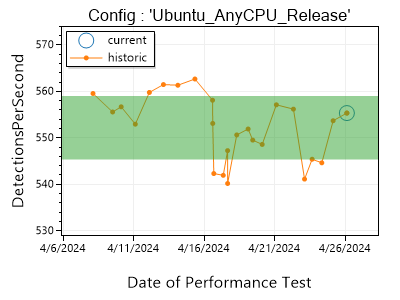 Config : 'Ubuntu_AnyCPU_Release'
current
historic
DetectionsPerSecond
570
560
550
540
530
4/6/2024 4/11/2024 4/16/2024 4/21/2024 4/26/2024
Date of Performance Test